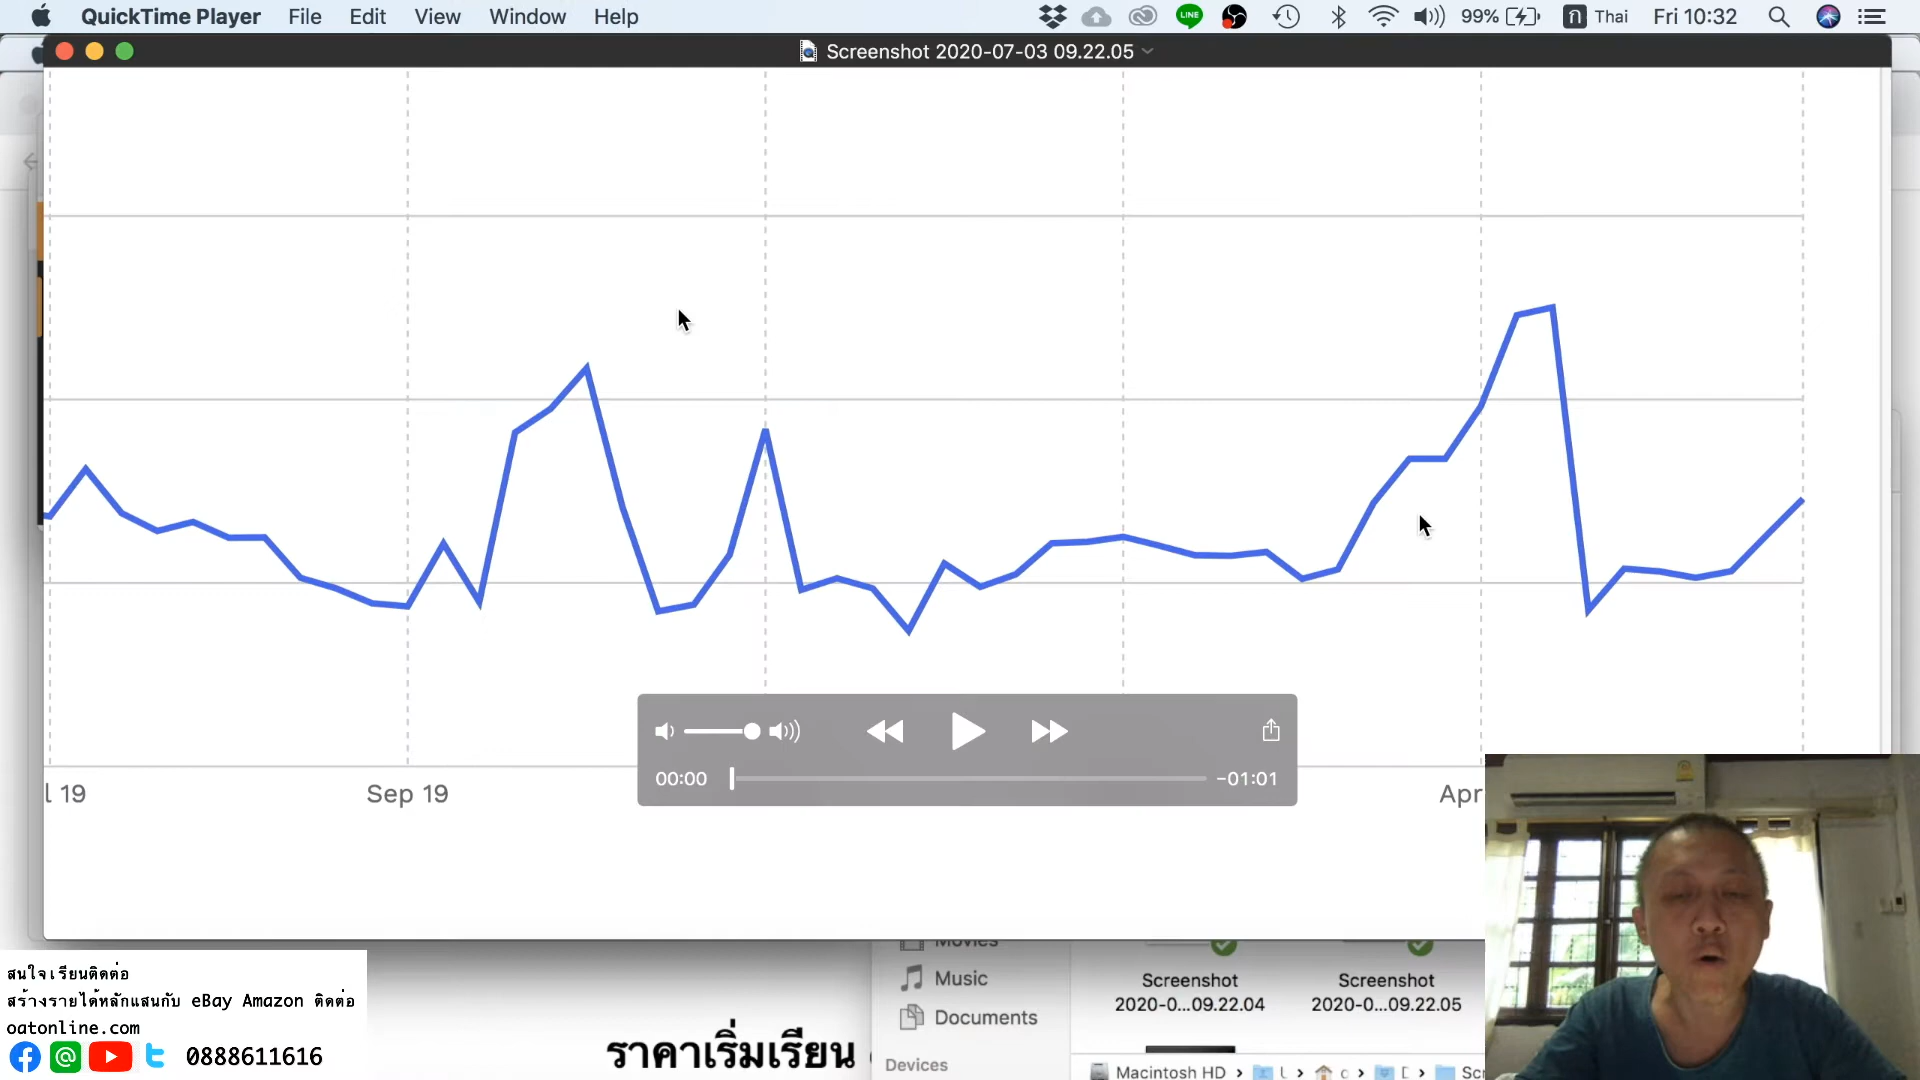 QuickTime Player File Edit View Window Help LINE 99% ก Thai Fri 10:32
Screenshot 2020-07-03 09.22.05
l 19
Sep 19
Apr
00:00
-01:01
สนใจเรียนติดต่อ
สร้างรายได้หลักแสนกับ eBay Amazon ติดต่อ
oatonline.com
0888611616
ราคาเริ่มเรียน
Movies
Music
Documents
Devices
Screenshot
2020-0...09.22.04
Screenshot
2020-0...09.22.05
Macintosh HD